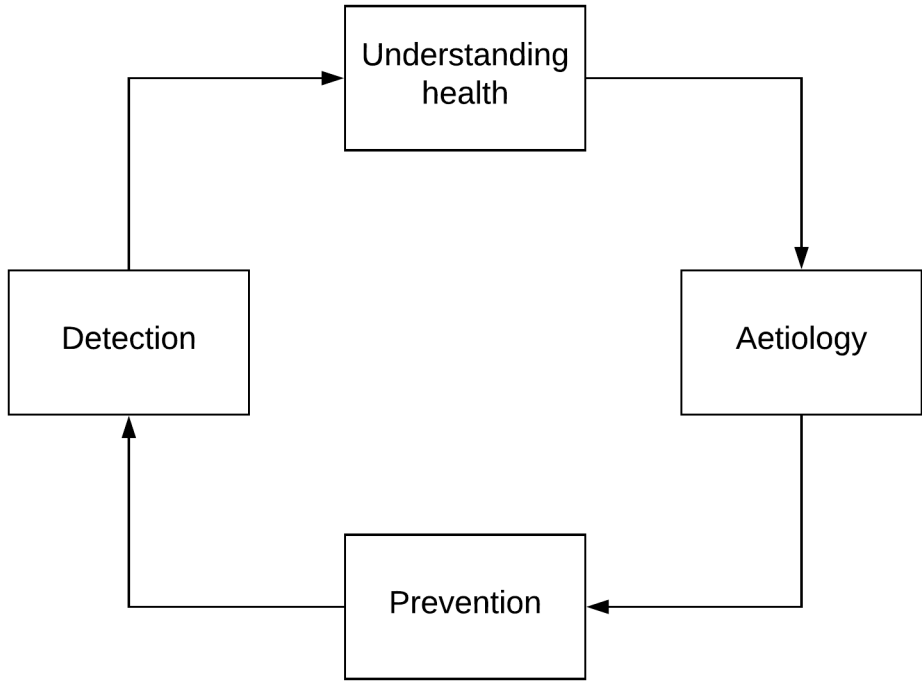 Understanding
health
Detection
Aetiology
Prevention